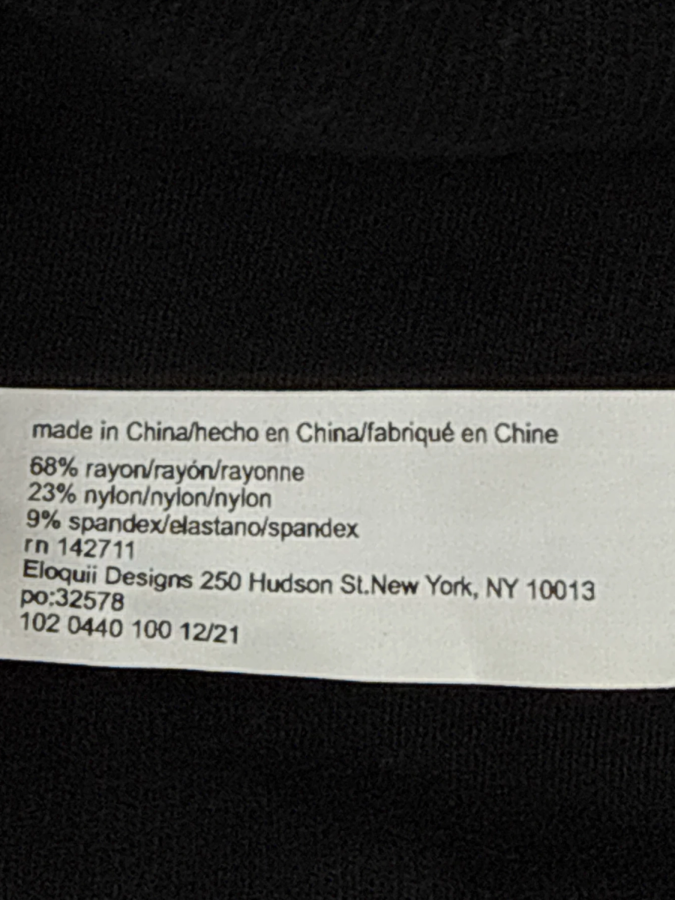 made in China/hecho en China/fabriqué en Chine
68% rayon/rayón/rayonne
23% nylon/nylon/nylon
9% spandex/elastano/spandex
rn 142711
Eloquii Designs 250 Hudson St.New York, NY 10013
po:32578
102 0440 100 12/21